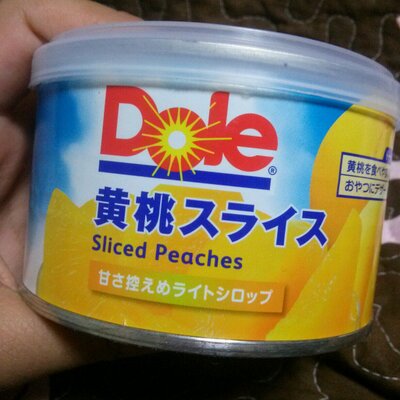 Dole
®
黄桃スライス
Sliced Peaches
甘さ控えめライトシロップ
黄桃を食べ
おやつにデザー